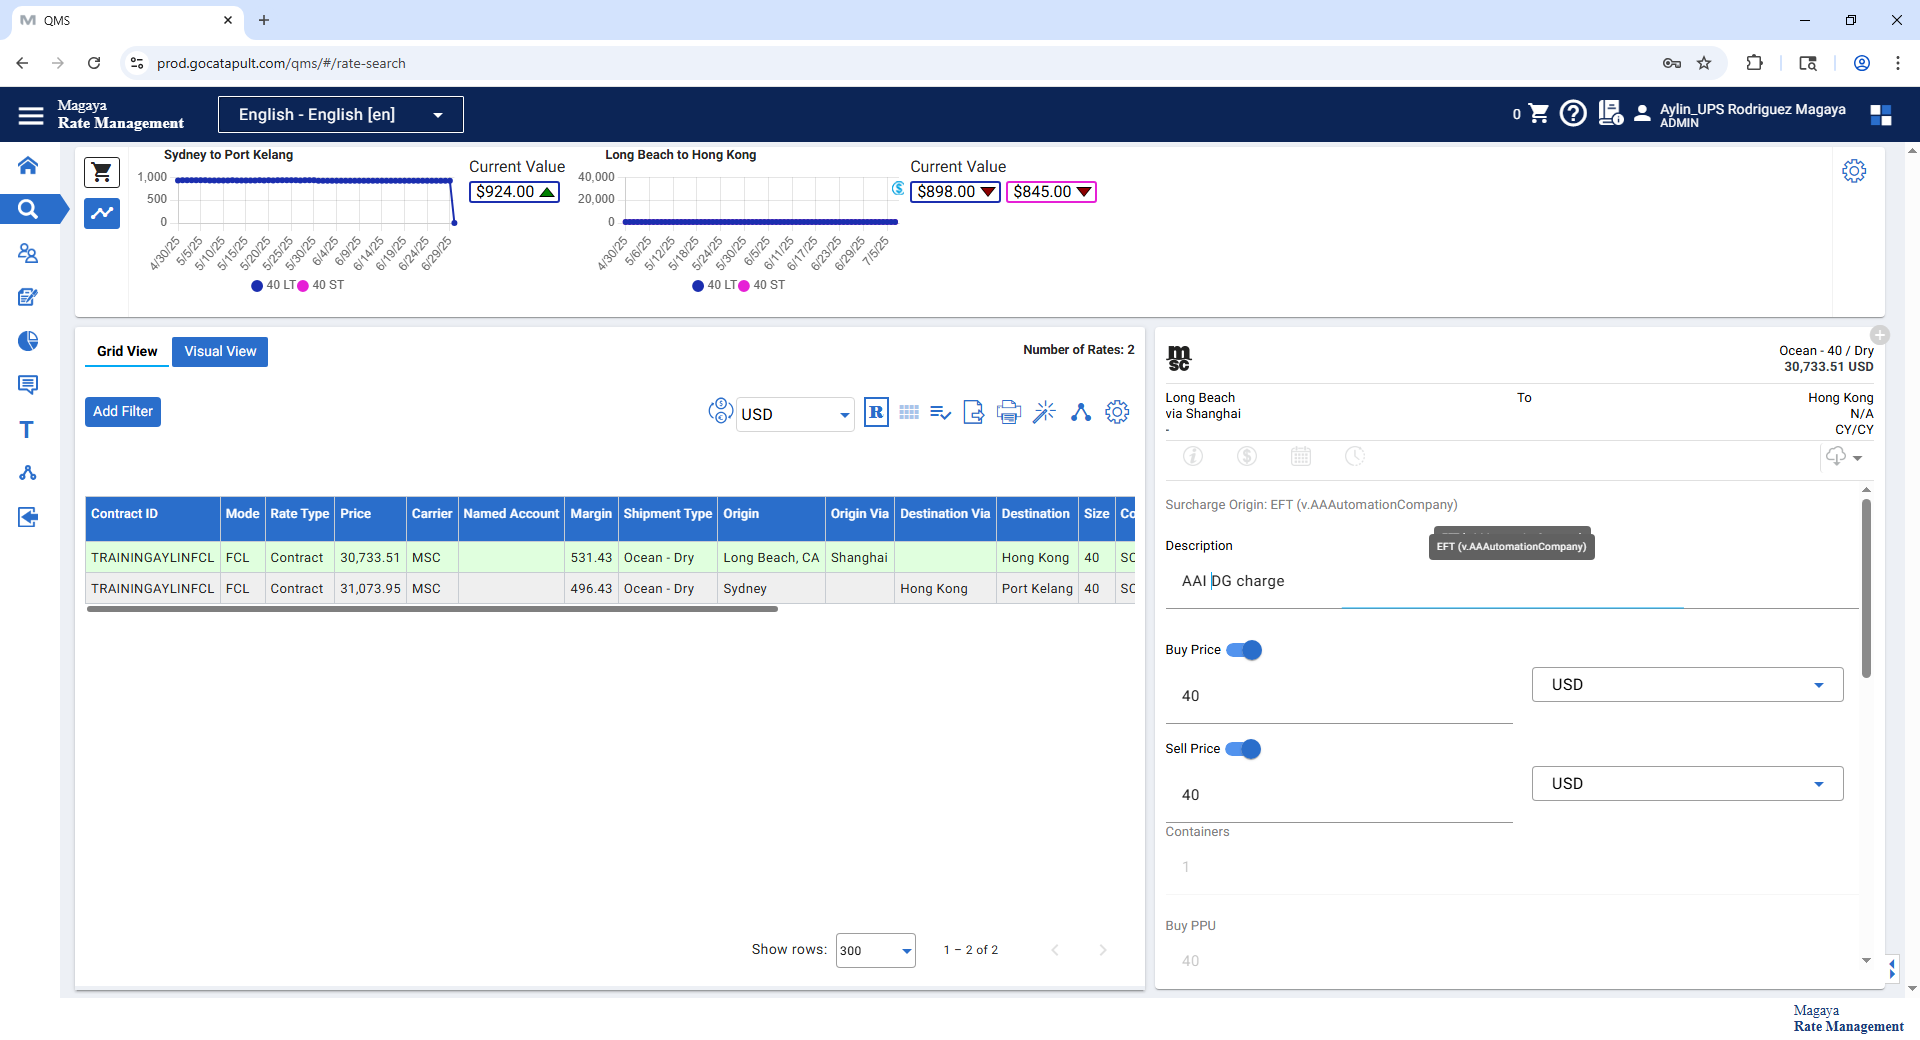 QMS
prod.gocatapult.com/qms/#/rate-search
Magaya
Rate Management
English - English [en]
0
Aylin_UPS Rodriguez Magaya
ADMIN
Sydney to Port Kelang
1,000
500
0
4/30/25
5/5/25
5/10/25
5/15/25
5/20/25
5/25/25
5/30/25
6/4/25
6/9/25
6/14/25
6/19/25
6/24/25
6/29/25
40 LT
40 ST
Current Value
$924.00
Long Beach to Hong Kong
40,000
20,000
0
4/30/25
5/6/25
5/12/25
5/18/25
5/24/25
5/30/25
6/5/25
6/11/25
6/17/25
6/23/25
6/29/25
7/5/25
40 LT
40 ST
Current Value
$898.00
$845.00
Grid View
Visual View
Number of Rates: 2
Add Filter
USD
R
Contract ID Mode Rate Type Price Carrier Named Account Margin Shipment Type Origin Origin Via Destination Via Destination Size Co
TRAININGAYLINFCL FCL Contract 30,733.51 MSC 531.43 Ocean - Dry Long Beach, CA Shanghai Hong Kong 40 SC
TRAININGAYLINFCL FCL Contract 31,073.95 MSC 496.43 Ocean - Dry Sydney Hong Kong Port Kelang 40 SC
Show rows: 300 1 – 2 of 2
msc
Ocean - 40 / Dry
30,733.51 USD
Long Beach
via Shanghai
-
To
Hong Kong
N/A
CY/CY
Surcharge Origin: EFT (v.AAAutomationCompany)
EFT (v.AAAutomationCompany)
Description
AAI DG charge
Buy Price
40
USD
Sell Price
40
USD
Containers
1
Buy PPU
40
Magaya
Rate Management